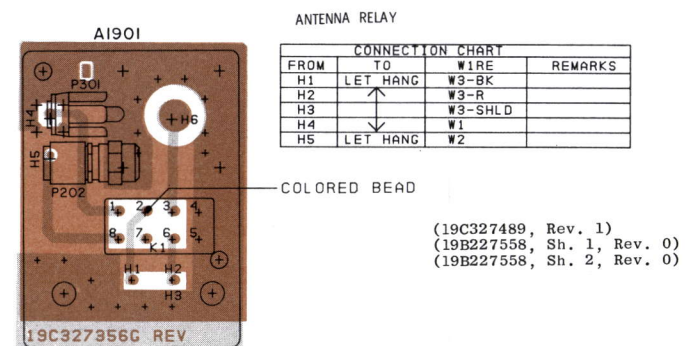 ANTENNA RELAY
A1901
CONNECTION CHART
FROM TO WIRE REMARKS
H1 LET HANG W3-BK
H2 W3-R
H3 W3-SHLD
H4 W1
H5 LET HANG W2
P301
H4
H6
H5
P202
COLORED BEAD
1 2 3 4
8 7 6 5
K1
H1 H2
H3
(19C327489, Rev. 1)
(19B227558, Sh. 1, Rev. 0)
(19B227558, Sh. 2, Rev. 0)
19C327356G REV